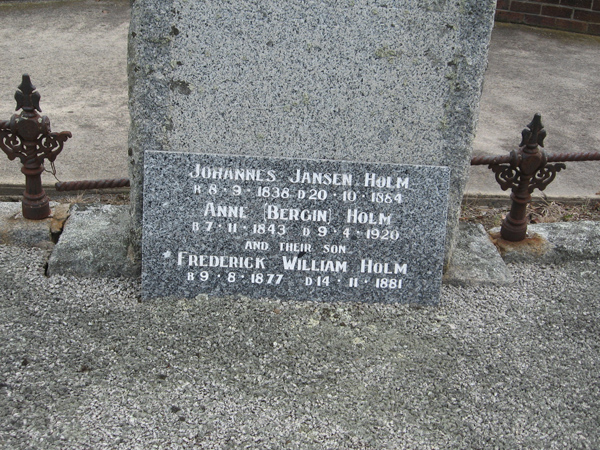 Johannes Jansen Holm
B 8·9·1838 D 20·10·1884
Anne [Bergin] Holm
B 7·11·1843 D 9·4·1920
and their son
* Frederick William Holm
B 9·8·1877 D 14·11·1881